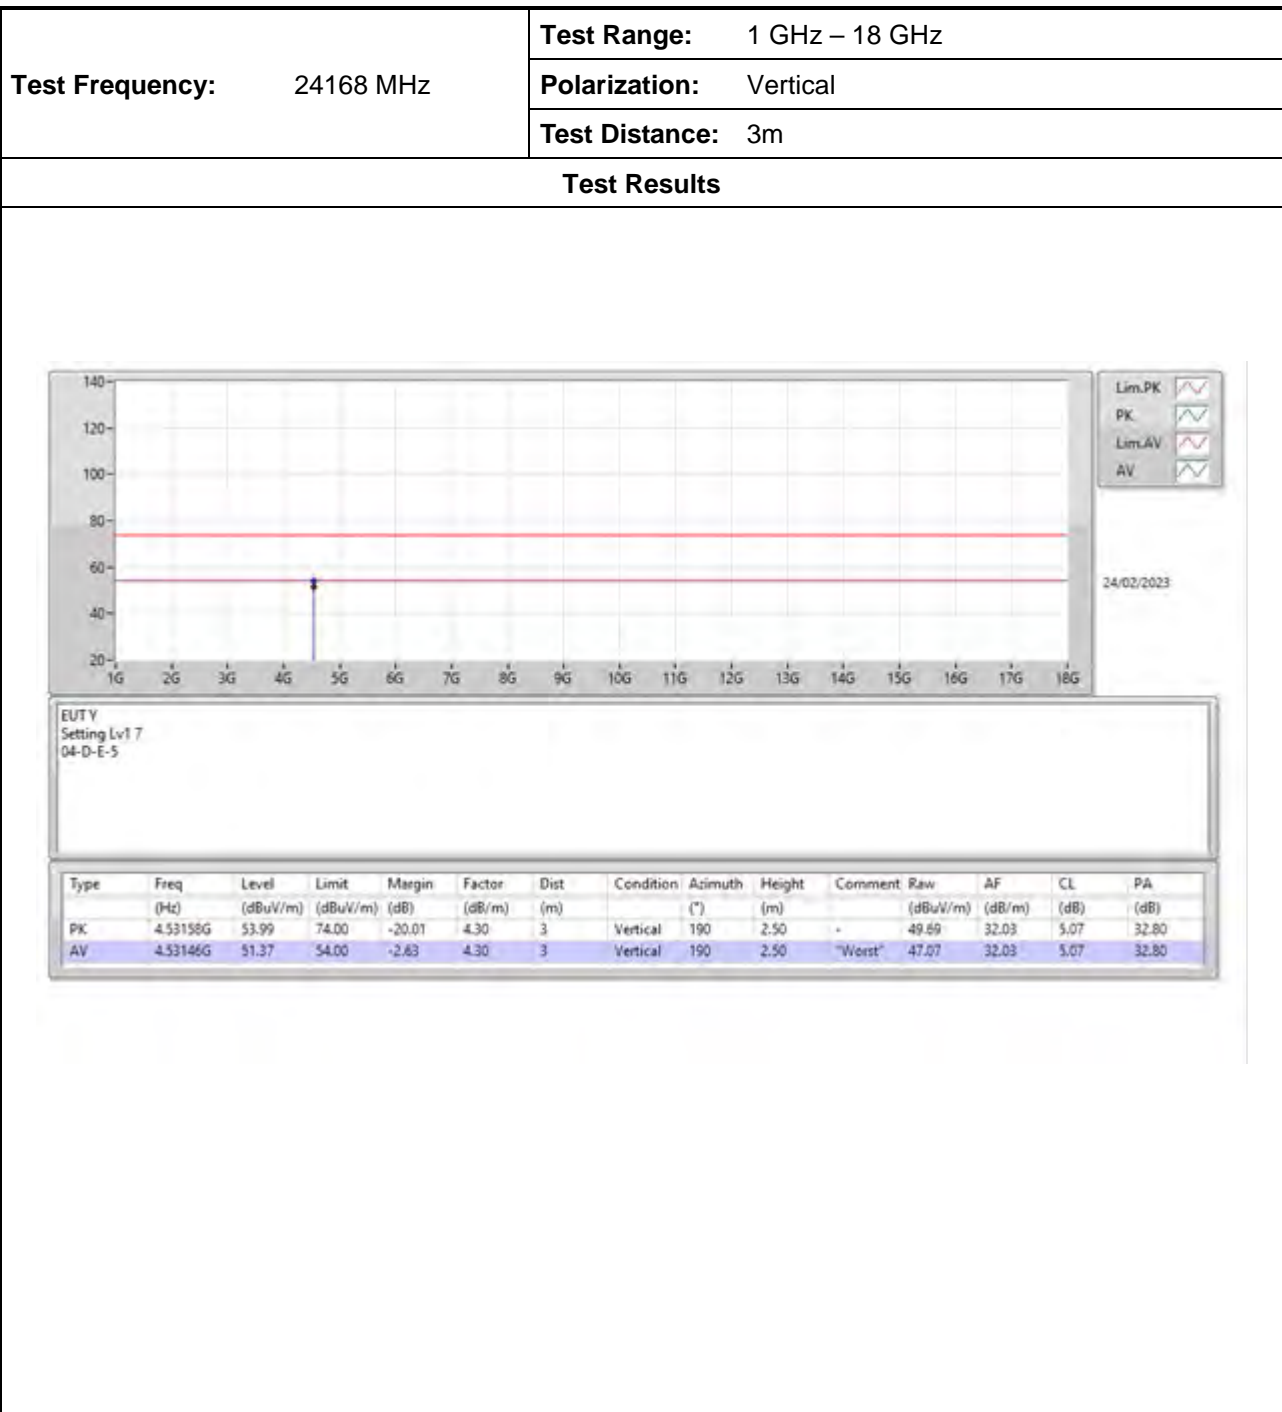 Test Frequency: 24168 MHz
Test Range: 1 GHz – 18 GHz
Polarization: Vertical
Test Distance: 3m
Test Results
140
120
100
80
60
40
20
1G 2G 3G 4G 5G 6G 7G 8G 9G 10G 11G 12G 13G 14G 15G 16G 17G 18G
Lim.PK
PK
Lim.AV
AV
24/02/2023
EUT Y
Setting Lv1 7
04-D-E-5
Type Freq Level Limit Margin Factor Dist Condition Azimuth Height Comment Raw AF CL PA
(Hz) (dBuV/m) (dBuV/m) (dB) (dB/m) (m) (°) (m) (dBuV/m) (dB/m) (dB) (dB)
PK 4.53158G 53.99 74.00 -20.01 4.30 3 Vertical 190 2.50 - 49.69 32.03 5.07 32.80
AV 4.53146G 51.37 54.00 -2.63 4.30 3 Vertical 190 2.50 "Worst" 47.07 32.03 5.07 32.80